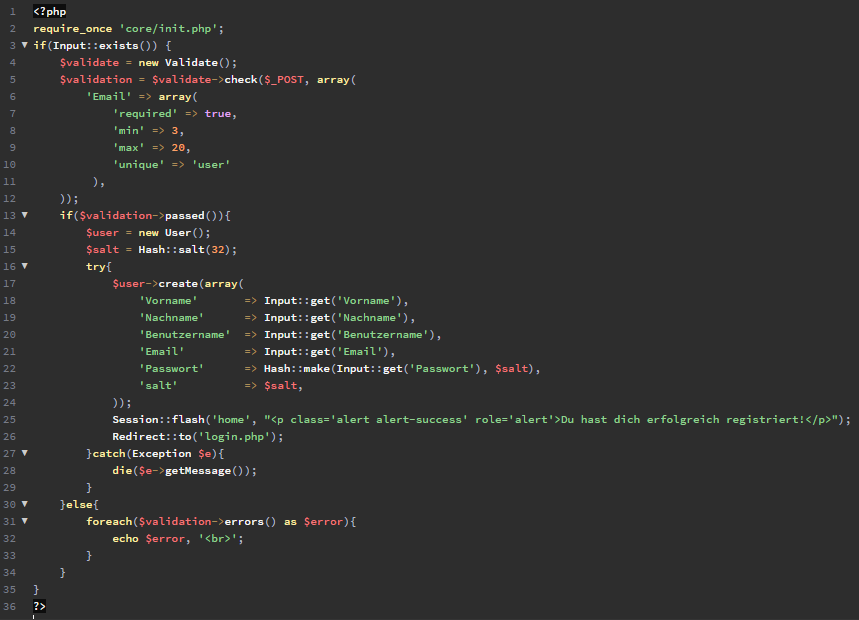 1 <?php
2 require_once 'core/init.php';
3 ▼ if(Input::exists()) {
4     $validate = new Validate();
5     $validation = $validate->check($_POST, array(
6         'Email' => array(
7             'required' => true,
8             'min' => 3,
9             'max' => 20,
10             'unique' => 'user'
11          ),
12     ));
13 ▼     if($validation->passed()){
14         $user = new User();
15         $salt = Hash::salt(32);
16 ▼         try{
17             $user->create(array(
18                 'Vorname'       => Input::get('Vorname'),
19                 'Nachname'      => Input::get('Nachname'),
20                 'Benutzername'  => Input::get('Benutzername'),
21                 'Email'         => Input::get('Email'),
22                 'Passwort'      => Hash::make(Input::get('Passwort'), $salt),
23                 'salt'          => $salt,
24             ));
25             Session::flash('home', "<p class='alert alert-success' role='alert'>Du hast dich erfolgreich registriert!</p>");
26             Redirect::to('login.php');
27 ▼         }catch(Exception $e){
28             die($e->getMessage());
29         }
30 ▼     }else{
31 ▼         foreach($validation->errors() as $error){
32             echo $error, '<br>';
33         }
34     }
35 }
36 ?>